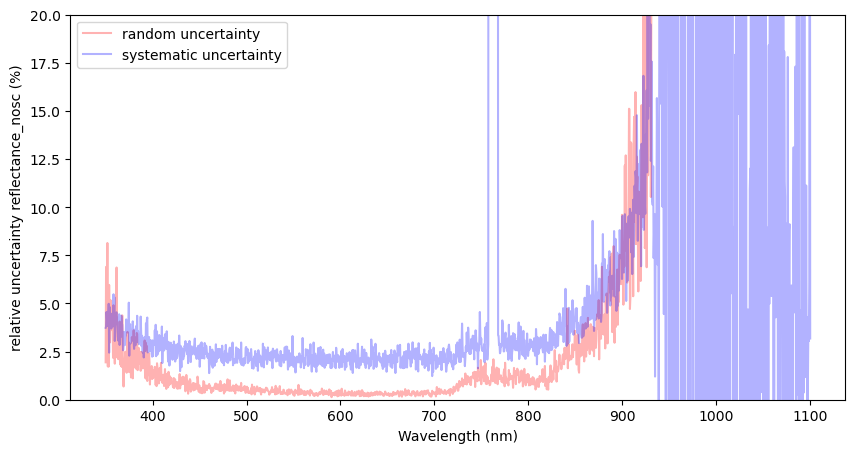 random uncertainty
systematic uncertainty
relative uncertainty reflectance_nosc (%)
20.0
17.5
15.0
12.5
10.0
7.5
5.0
2.5
0.0
400 500 600 700 800 900 1000 1100
Wavelength (nm)